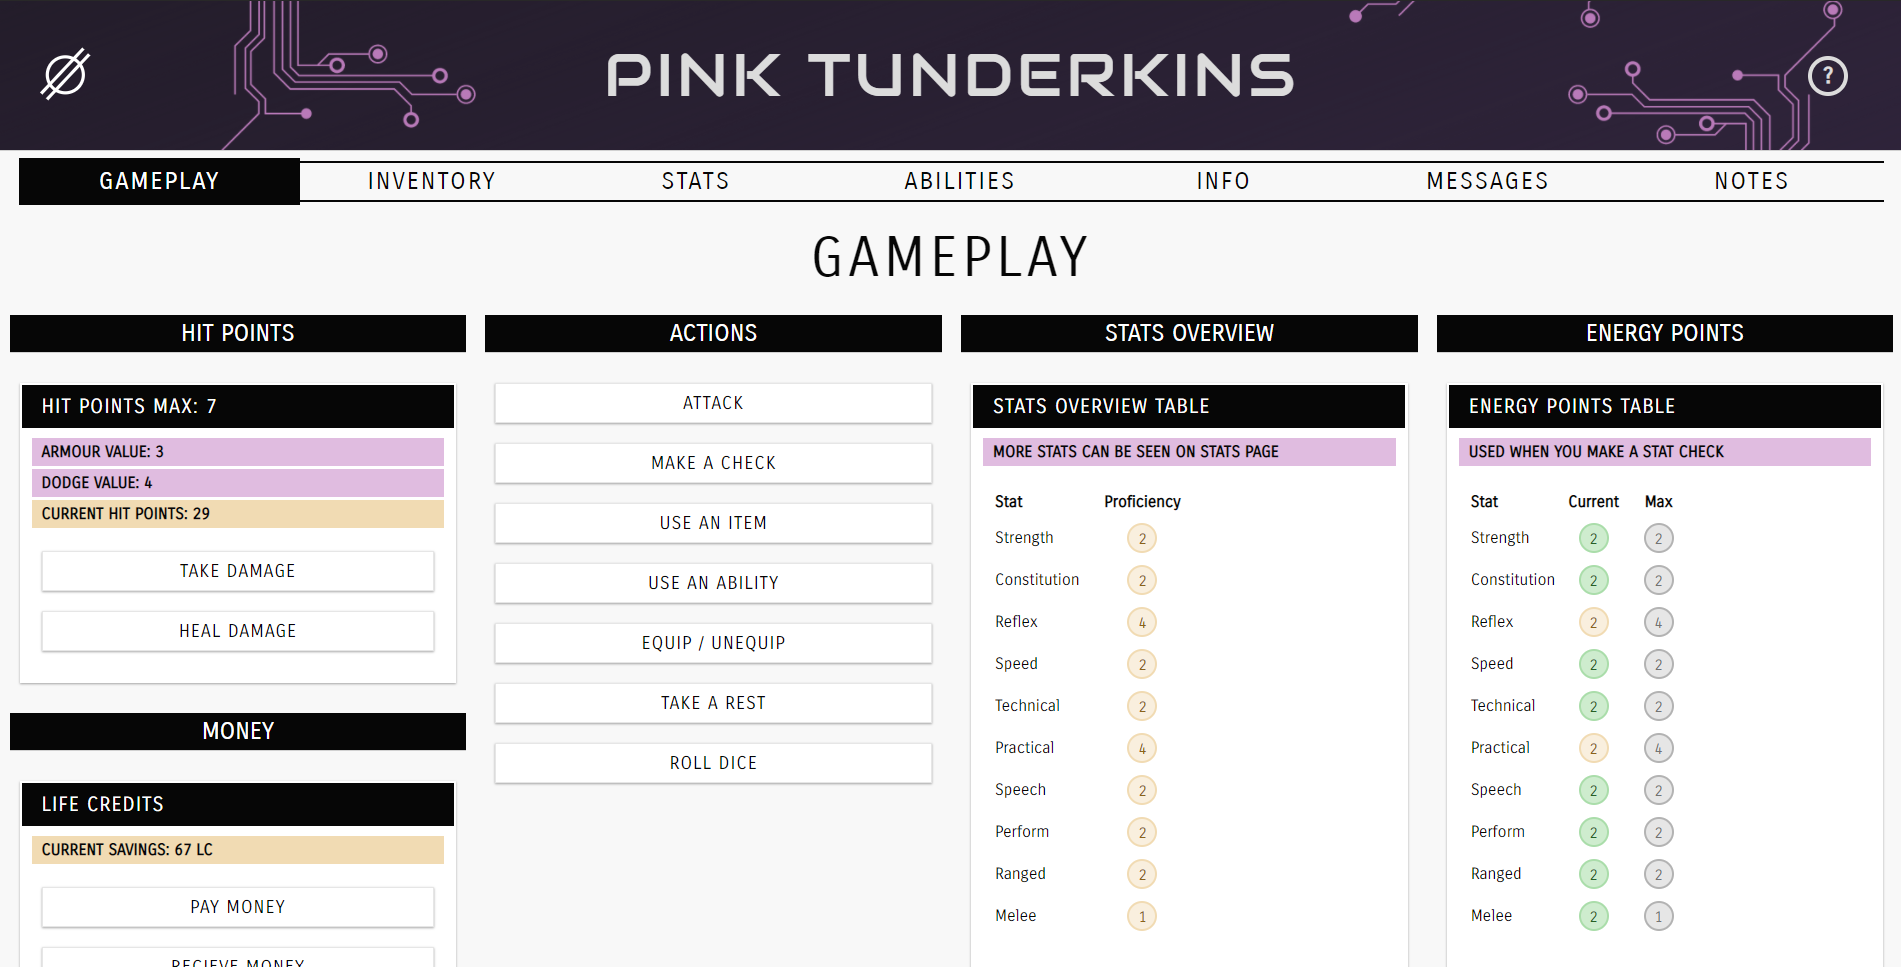 PINK TUNDERKINS
?
GAMEPLAY INVENTORY STATS ABILITIES INFO MESSAGES NOTES
GAMEPLAY
HIT POINTS
HIT POINTS MAX: 7
ARMOUR VALUE: 3
DODGE VALUE: 4
CURRENT HIT POINTS: 29
TAKE DAMAGE
HEAL DAMAGE
MONEY
LIFE CREDITS
CURRENT SAVINGS: 67 LC
PAY MONEY
RECIEVE MONEY
ACTIONS
ATTACK
MAKE A CHECK
USE AN ITEM
USE AN ABILITY
EQUIP / UNEQUIP
TAKE A REST
ROLL DICE
STATS OVERVIEW
STATS OVERVIEW TABLE
MORE STATS CAN BE SEEN ON STATS PAGE
Stat Proficiency
Strength 2
Constitution 2
Reflex 4
Speed 2
Technical 2
Practical 4
Speech 2
Perform 2
Ranged 2
Melee 1
ENERGY POINTS
ENERGY POINTS TABLE
USED WHEN YOU MAKE A STAT CHECK
Stat Current Max
Strength 2 2
Constitution 2 2
Reflex 2 4
Speed 2 2
Technical 2 2
Practical 2 4
Speech 2 2
Perform 2 2
Ranged 2 2
Melee 2 1